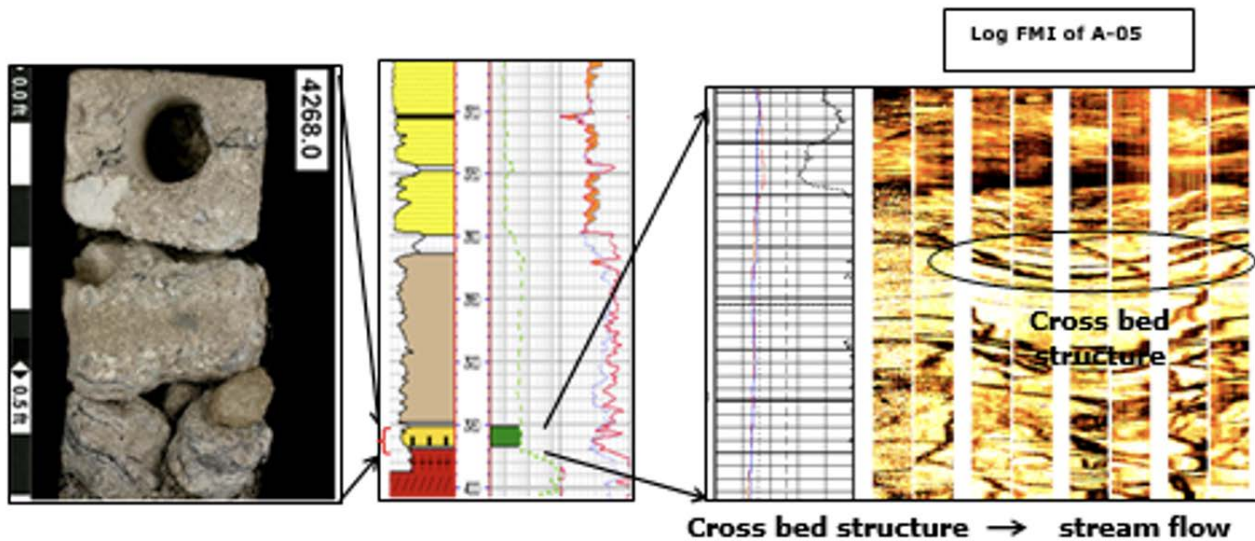 Log FMI of A-05
4268.0
0.0 ft
0.5 ft
Cross bed
structure
Cross bed structure → stream flow